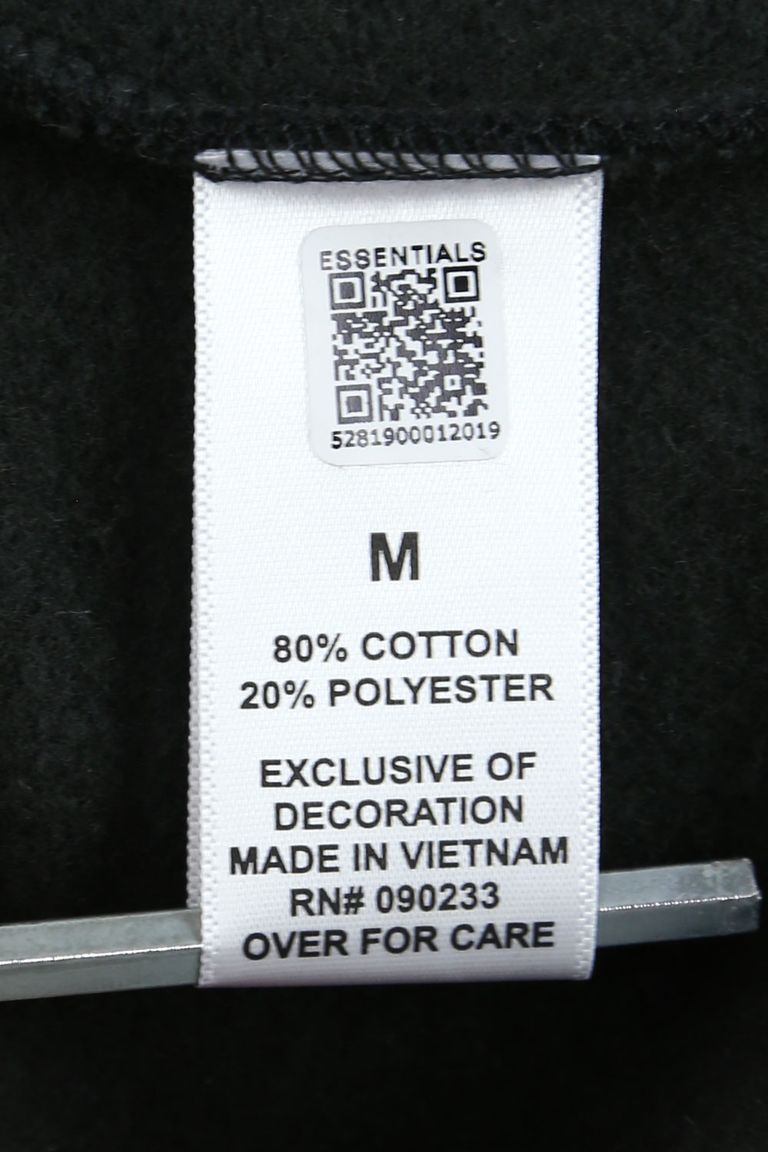 ESSENTIALS
5281900012019
M
80% COTTON
20% POLYESTER
EXCLUSIVE OF
DECORATION
MADE IN VIETNAM
RN# 090233
OVER FOR CARE